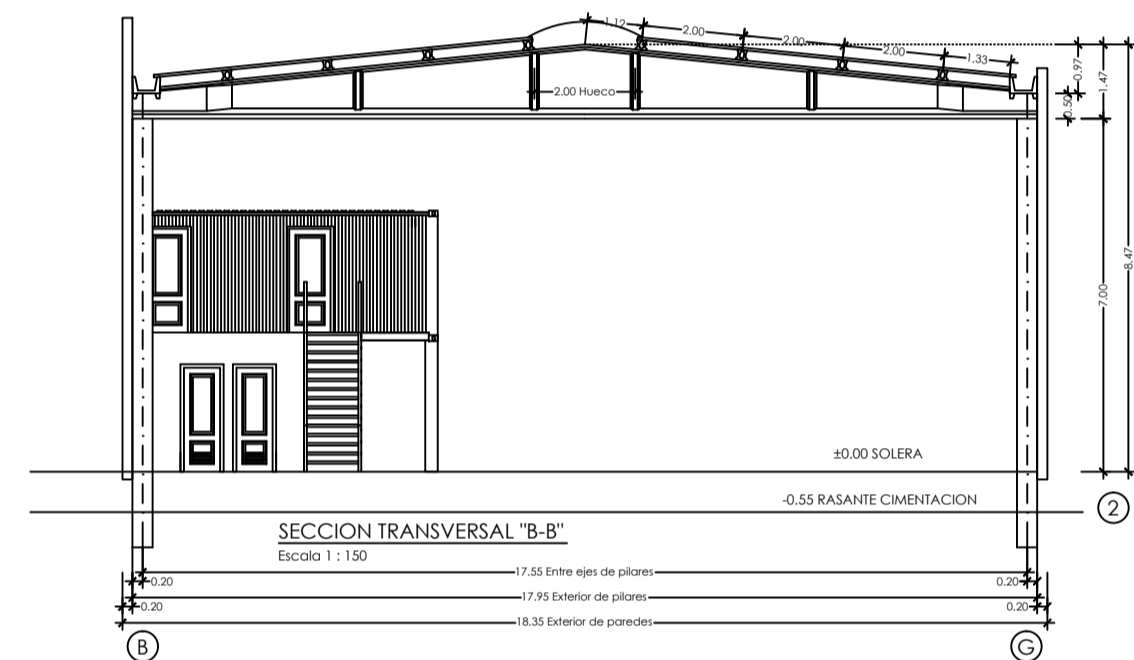 1.12
2.00
2.00
2.00
1.33
2.00 Hueco
0.97
1.47
0.50
7.00
8.47
±0.00 SOLERA
-0.55 RASANTE CIMENTACION
2
SECCION TRANSVERSAL "B-B"
Escala 1 : 150
17.55 Entre ejes de pilares
0.20
0.20
17.95 Exterior de pilares
0.20
0.20
18.35 Exterior de paredes
B
G